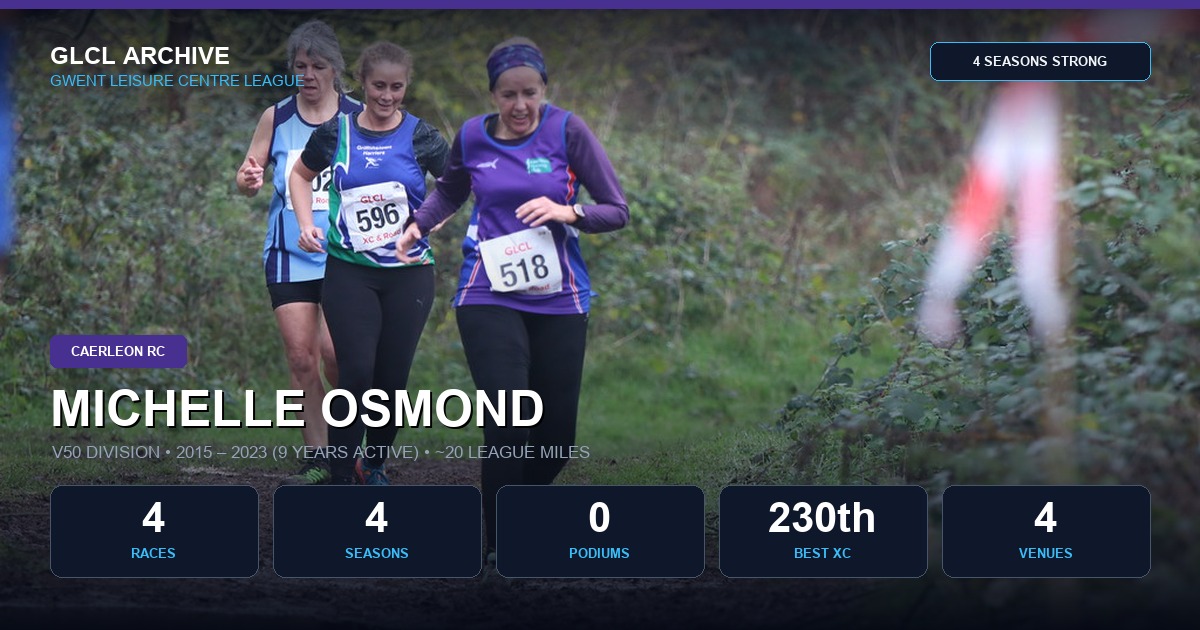 GLCL ARCHIVE
GWENT LEISURE CENTRE LEAGUE
4 SEASONS STRONG
Griffithstown
Harriers
GLCL
596
XC & Road
GLCL
518
CAERLEON RC
MICHELLE OSMOND
V50 DIVISION • 2015 – 2023 (9 YEARS ACTIVE) • ~20 LEAGUE MILES
4
RACES
4
SEASONS
0
PODIUMS
230th
BEST XC
4
VENUES